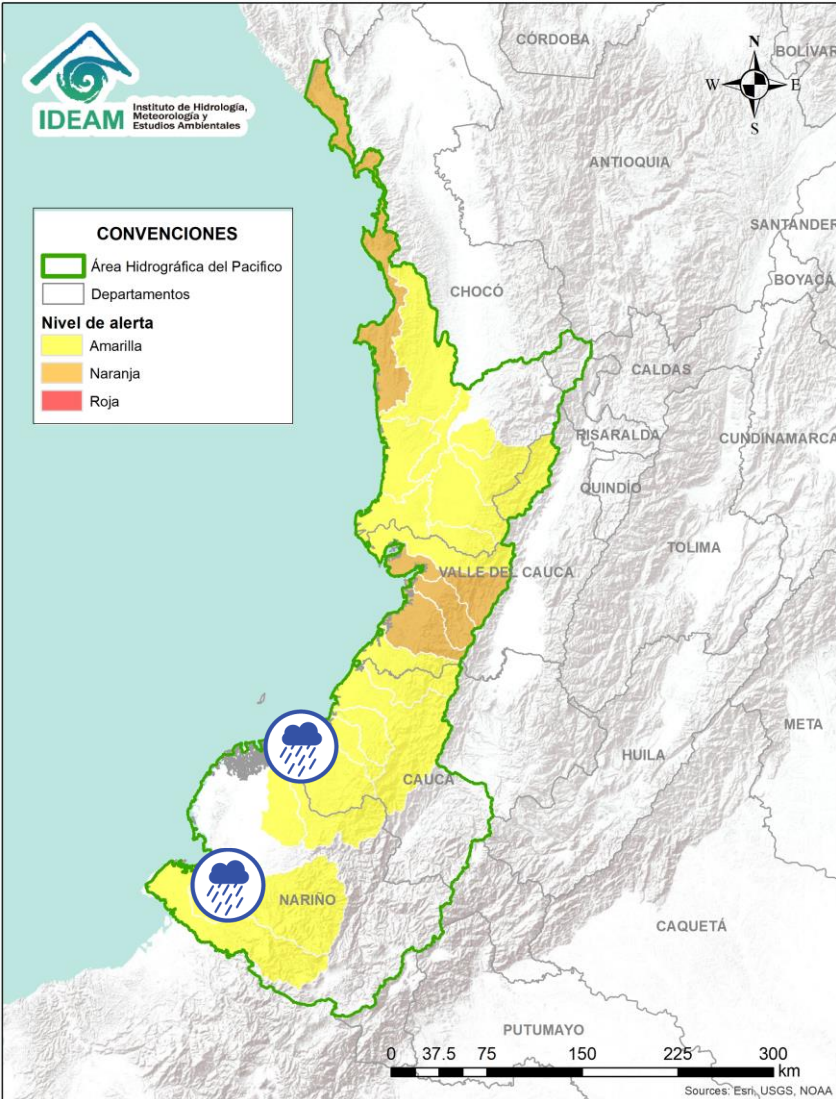 IDEAM
Instituto de Hidrología,
Meteorología y
Estudios Ambientales
CONVENCIONES
Área Hidrográfica del Pacifico
Departamentos
Nivel de alerta
Amarilla
Naranja
Roja
N
W
E
S
CÓRDOBA
BOLÍVAR
ANTIOQUIA
SANTANDER
BOYACÁ
CHOCÓ
CALDAS
RISARALDA
CUNDINAMARCA
QUINDÍO
TOLIMA
VALLE DEL CAUCA
META
HUILA
CAUCA
NARIÑO
CAQUETÁ
PUTUMAYO
0 37.5 75 150 225 300
km
Sources: Esri, USGS, NOAA